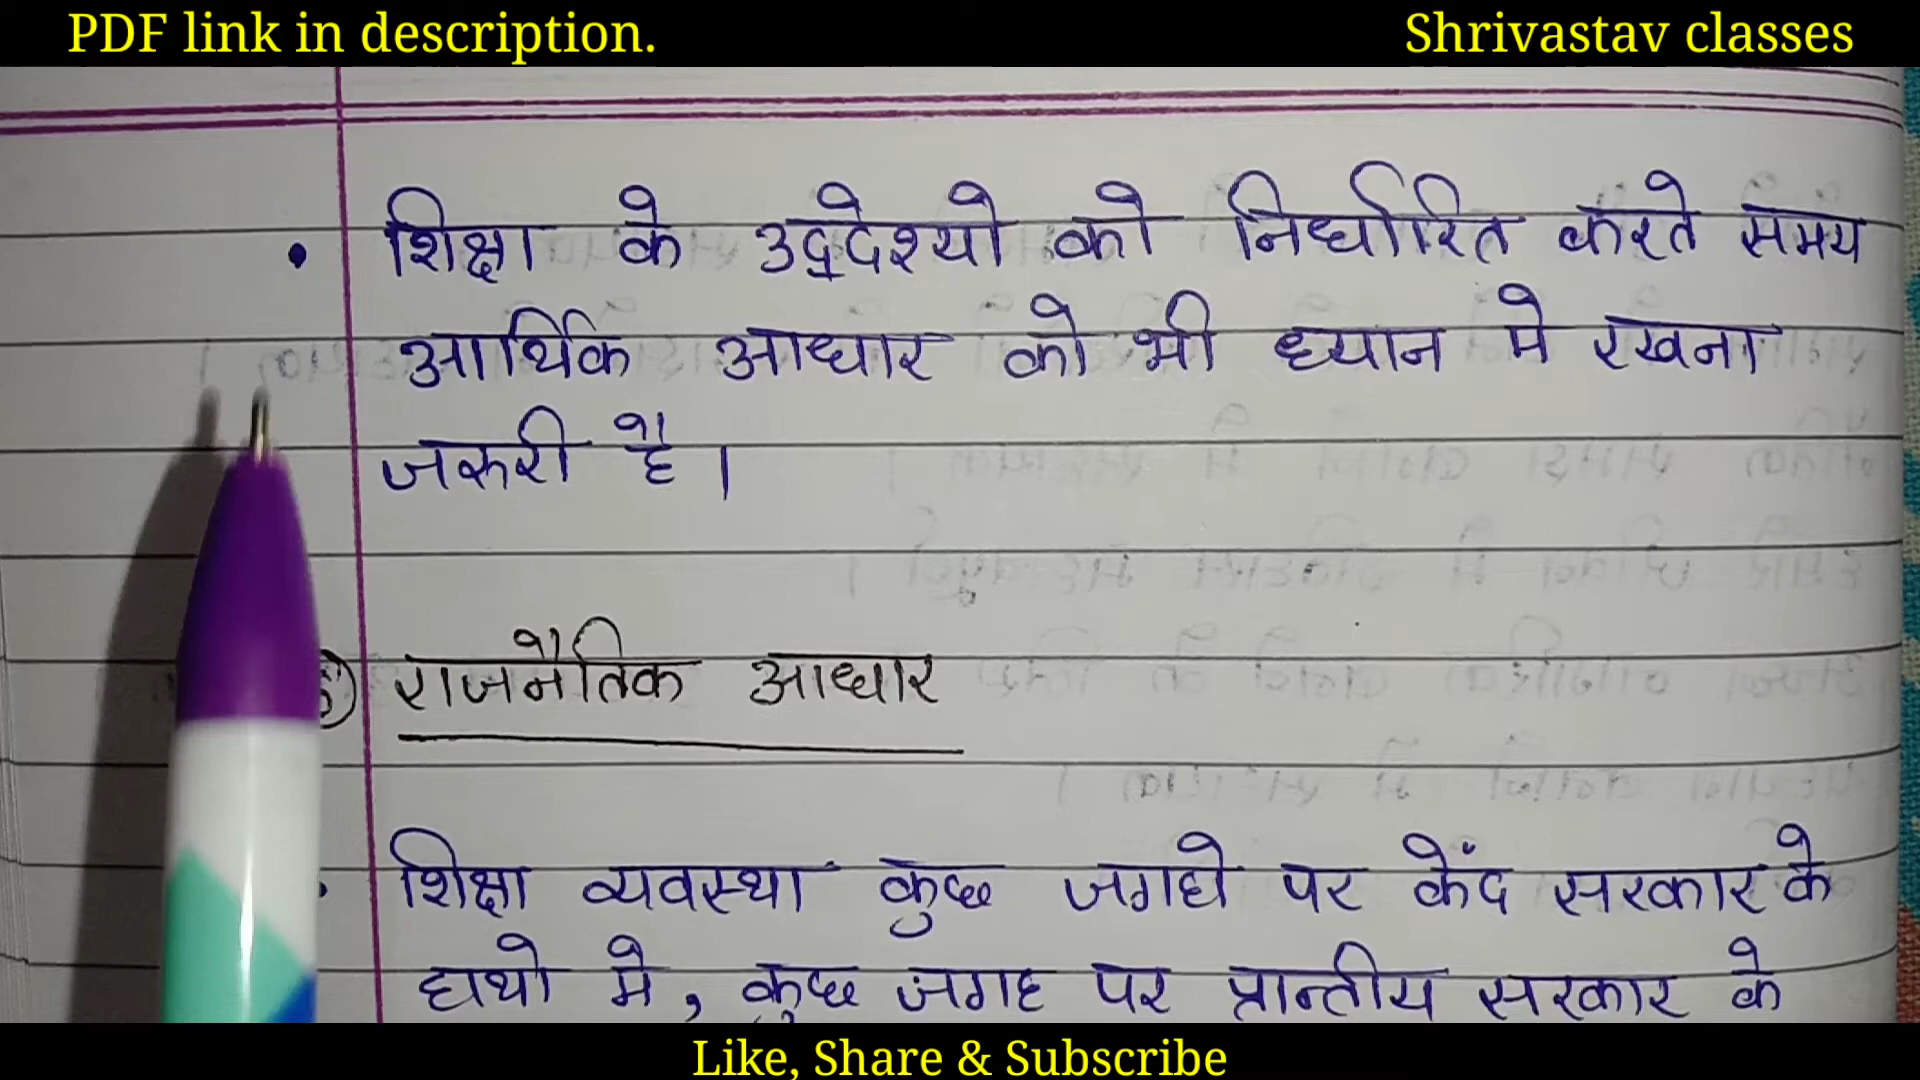 PDF link in description.
Shrivastav classes
• शिक्षा के उद्देश्यो को निर्धारित करते समय
आर्थिक आधार को भी ध्यान मे रखना
जरुरी है।
राजनैतिक आधार
शिक्षा व्यवस्था कुछ जगहो पर केंद सरकार के
हाथो मे, कुछ जगह पर प्रान्तीय सरकार के
Like, Share & Subscribe